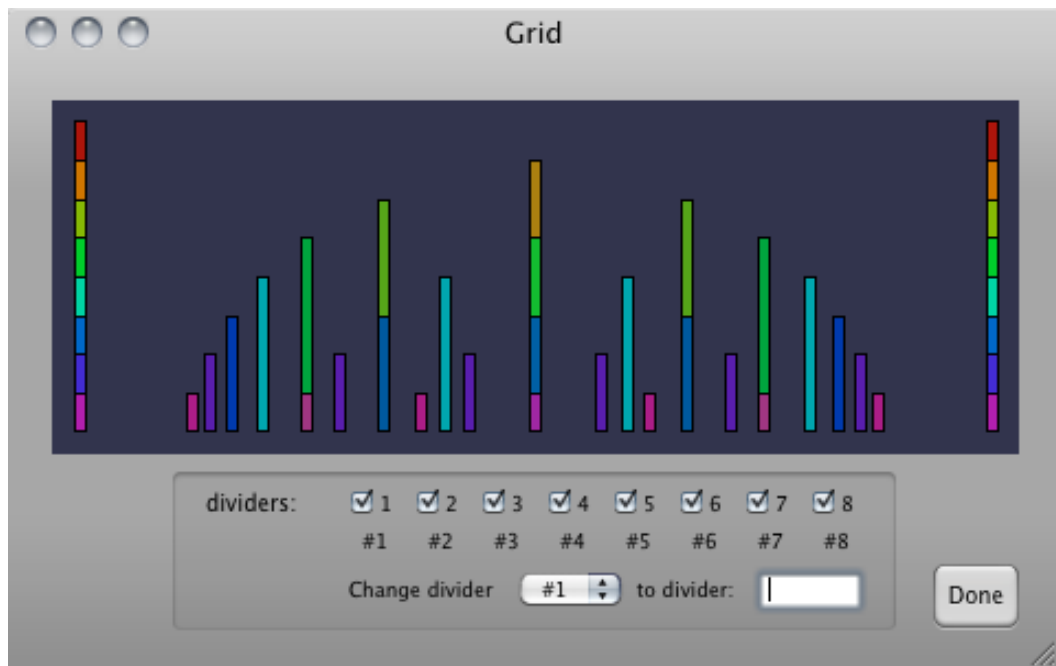 Grid
dividers: 1 2 3 4 5 6 7 8
#1 #2 #3 #4 #5 #6 #7 #8
Change divider #1 to divider:
Done